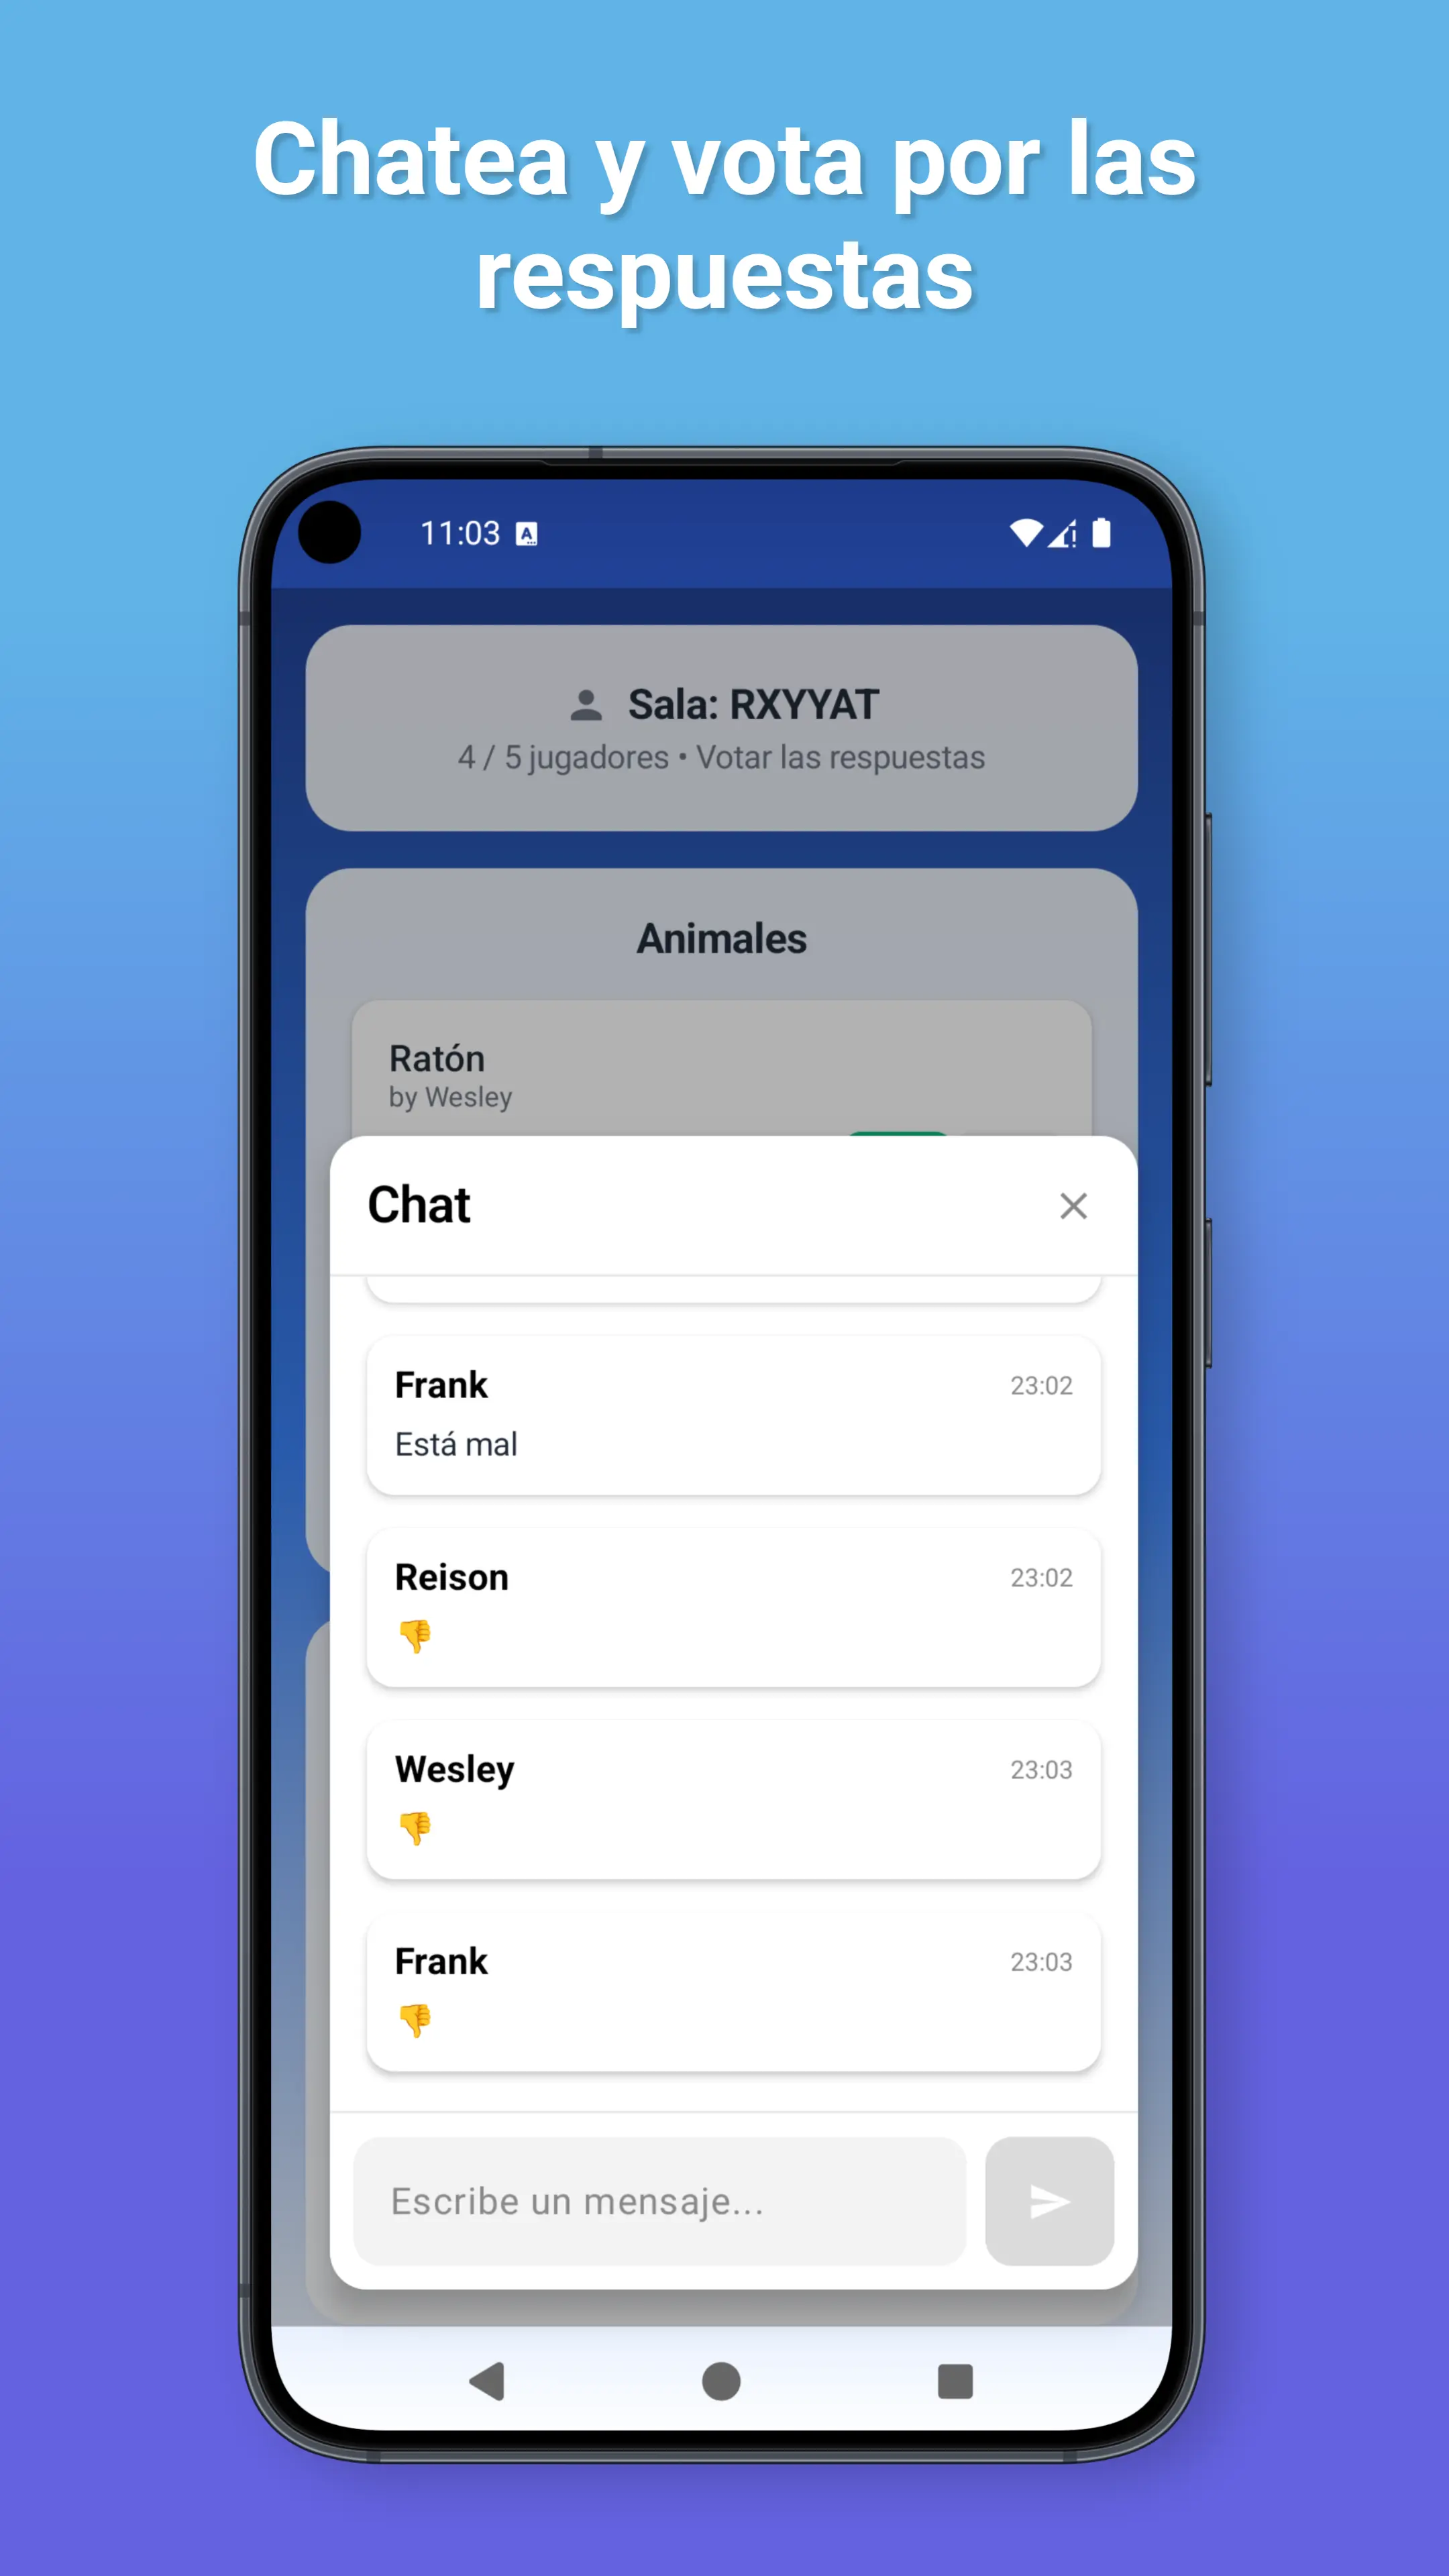 Chatea y vota por las
respuestas
11:03
Sala: RXYYAT
4 / 5 jugadores • Votar las respuestas
Animales
Ratón
by Wesley
Chat
Frank
23:02
Está mal
Reison
23:02
👎
Wesley
23:03
👎
Frank
23:03
👎
Escribe un mensaje...